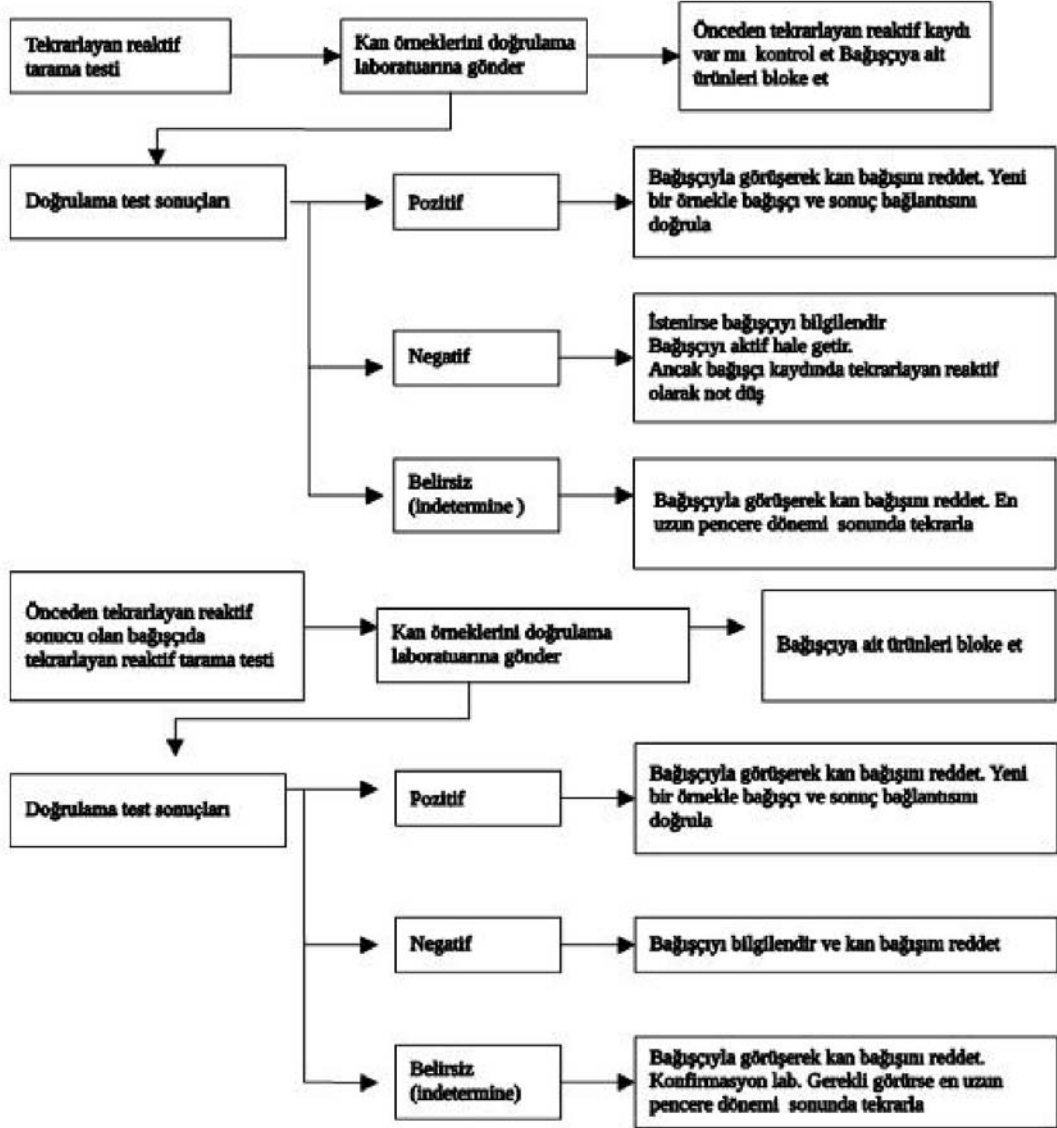 Tekrarlayan reaktif
tarama testi
Kan örneklerini doğrulama
laboratuarına gönder
Önceden tekrarlayan reaktif kaydı
var mı kontrol et Bağışçıya ait
ürünleri bloke et
Doğrulama test sonuçları
Pozitif
Bağışçıyla görüşerek kan bağışını reddet. Yeni
bir örnekle bağışçı ve sonuç bağlantısını
doğrula
Negatif
İstenirse bağışçıyı bilgilendir
Bağışçıyı aktif hale getir.
Ancak bağışçı kaydında tekrarlayan reaktif
olarak not düş
Belirsiz
(indetermine )
Bağışçıyla görüşerek kan bağışını reddet. En
uzun pencere dönemi sonunda tekrarla
Önceden tekrarlayan reaktif
sonucu olan bağışçıda
tekrarlayan reaktif tarama testi
Kan örneklerini doğrulama
laboratuarına gönder
Bağışçıya ait ürünleri bloke et
Doğrulama test sonuçları
Pozitif
Bağışçıyla görüşerek kan bağışını reddet. Yeni
bir örnekle bağışçı ve sonuç bağlantısını
doğrula
Negatif
Bağışçıyı bilgilendir ve kan bağışını reddet
Belirsiz
(indetermine)
Bağışçıyla görüşerek kan bağışını reddet.
Konfirmasyon lab. Gerekli görürse en uzun
pencere dönemi sonunda tekrarla